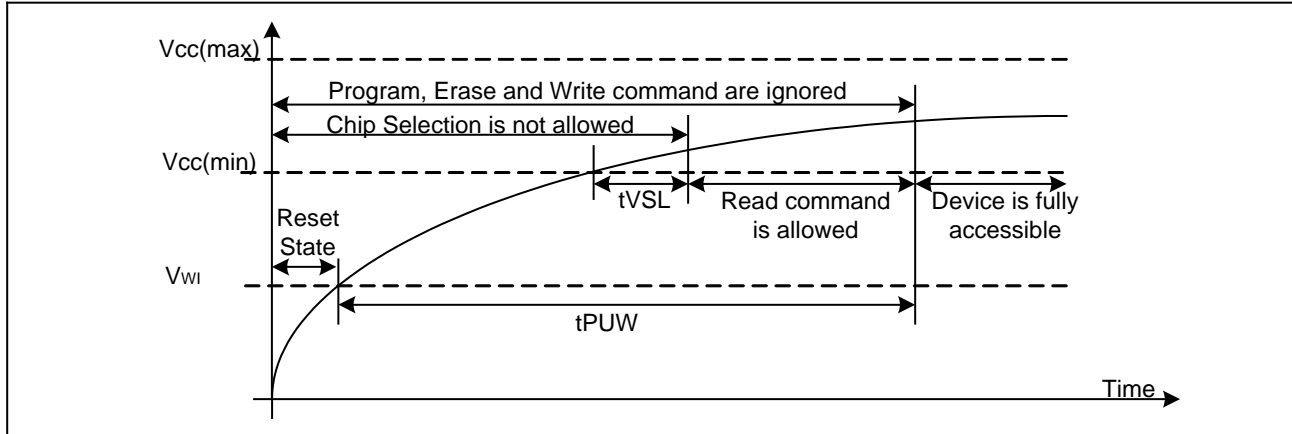 Vcc(max)
Program, Erase and Write command are ignored
Chip Selection is not allowed
Vcc(min)
tVSL
Read command
is allowed
Device is fully
accessible
Reset
State
VWI
tPUW
Time